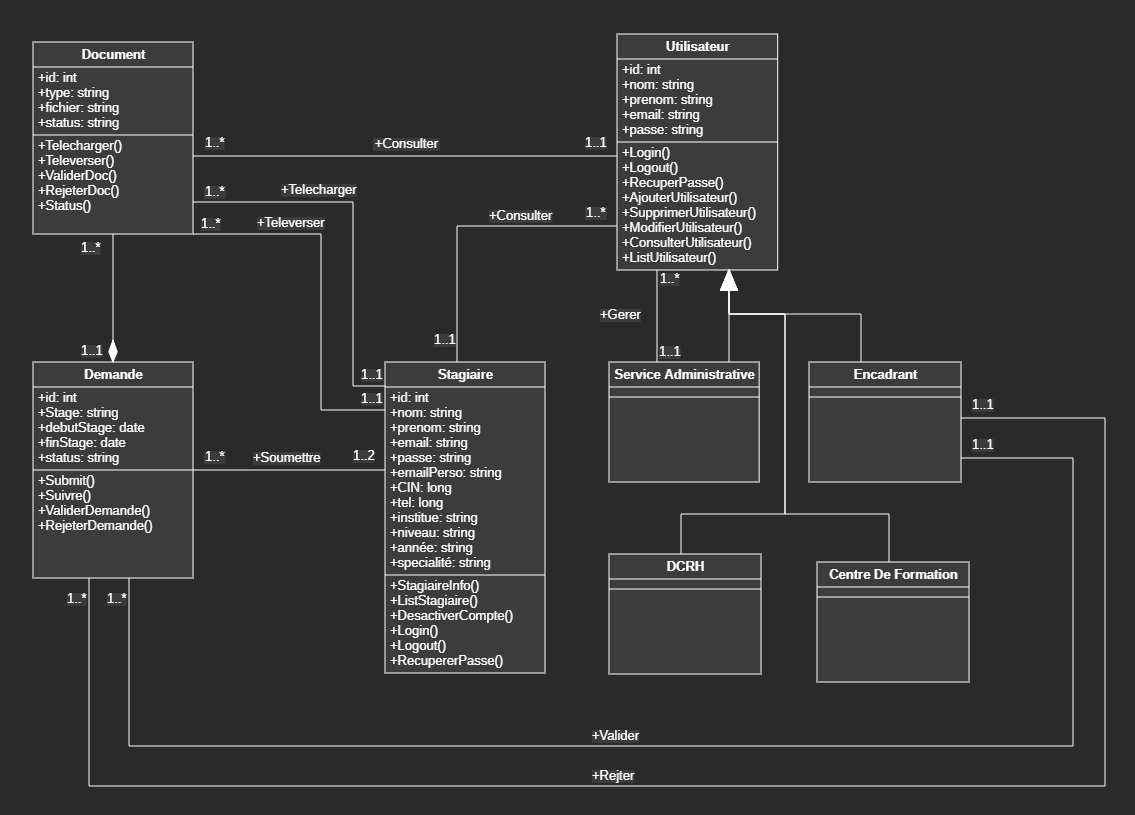 Document
+id: int
+type: string
+fichier: string
+status: string
+Telecharger()
+Televerser()
+ValiderDoc()
+RejeterDoc()
+Status()
Utilisateur
+id: int
+nom: string
+prenom: string
+email: string
+passe: string
+Login()
+Logout()
+RecuperPasse()
+AjouterUtilisateur()
+SupprimerUtilisateur()
+ModifierUtilisateur()
+ConsulterUtilisateur()
+ListUtilisateur()
1..*
+Consulter
1..1
1..*
+Telecharger
1..*
+Televerser
+Consulter
1..*
1..*
1..1
1..*
+Gerer
1..1
1..1
1..1
1..1
Demande
+id: int
+Stage: string
+debutStage: date
+finStage: date
+status: string
+Submit()
+Suivre()
+ValiderDemande()
+RejeterDemande()
1..*
+Soumettre
1..2
Stagiaire
+id: int
+nom: string
+prenom: string
+email: string
+passe: string
+emailPerso: string
+CIN: long
+tel: long
+institue: string
+niveau: string
+année: string
+specialité: string
+StagiaireInfo()
+ListStagiaire()
+DesactiverCompte()
+Login()
+Logout()
+RecupererPasse()
Service Administrative
Encadrant
1..1
1..1
DCRH
Centre De Formation
1..*
1..*
+Valider
+Rejter